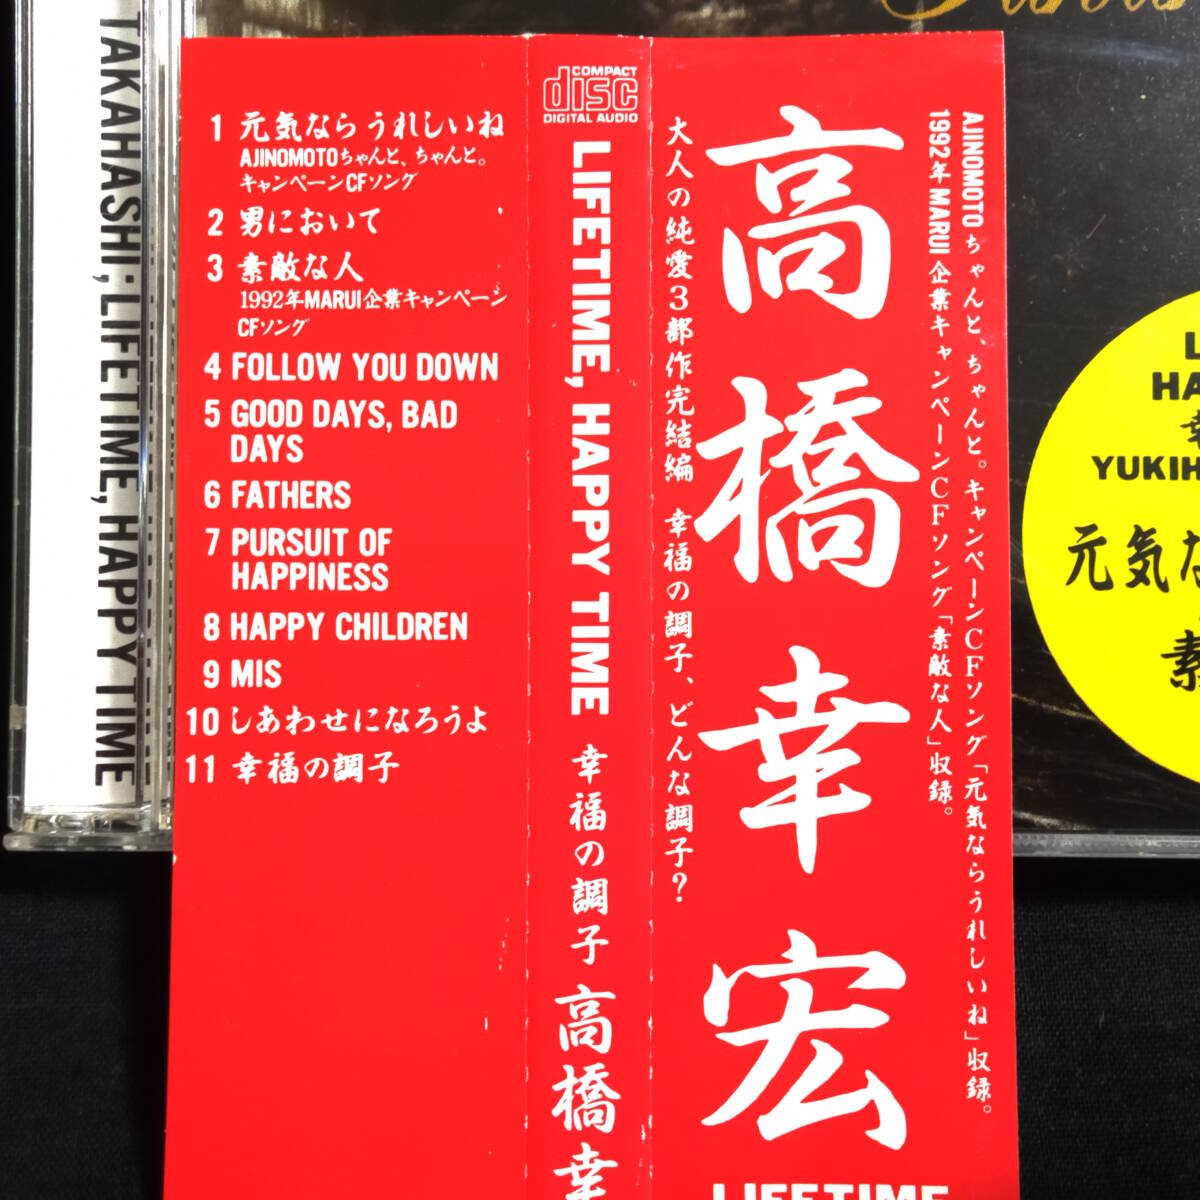 TAKAHASHI;LIFETIME, HAPPY TIME
1 元気ならうれしいね
AJINOMOTOちゃんと、ちゃんと。
キャンペーンCFソング
2 男において
3 素敵な人
1992年MARUI企業キャンペーン
CFソング
4 FOLLOW YOU DOWN
5 GOOD DAYS, BAD
DAYS
6 FATHERS
7 PURSUIT OF
HAPPINESS
8 HAPPY CHILDREN
9 MIS
10 しあわせになろうよ
11 幸福の調子
COMPACT
disc
DIGITAL AUDIO
LIFETIME, HAPPY TIME 幸福の調子 高橋幸
AJINOMOTOちゃんと、ちゃんと。キャンペーンCFソング「元気ならうれしいね」収録。
1992年MARUI企業キャンペーンCFソング「素敵な人」収録。
高橋幸宏
大人の純愛3部作完結編 幸福の調子、どんな調子?
LIFETIME
L
HA
幸
YUKIH
元気な
素